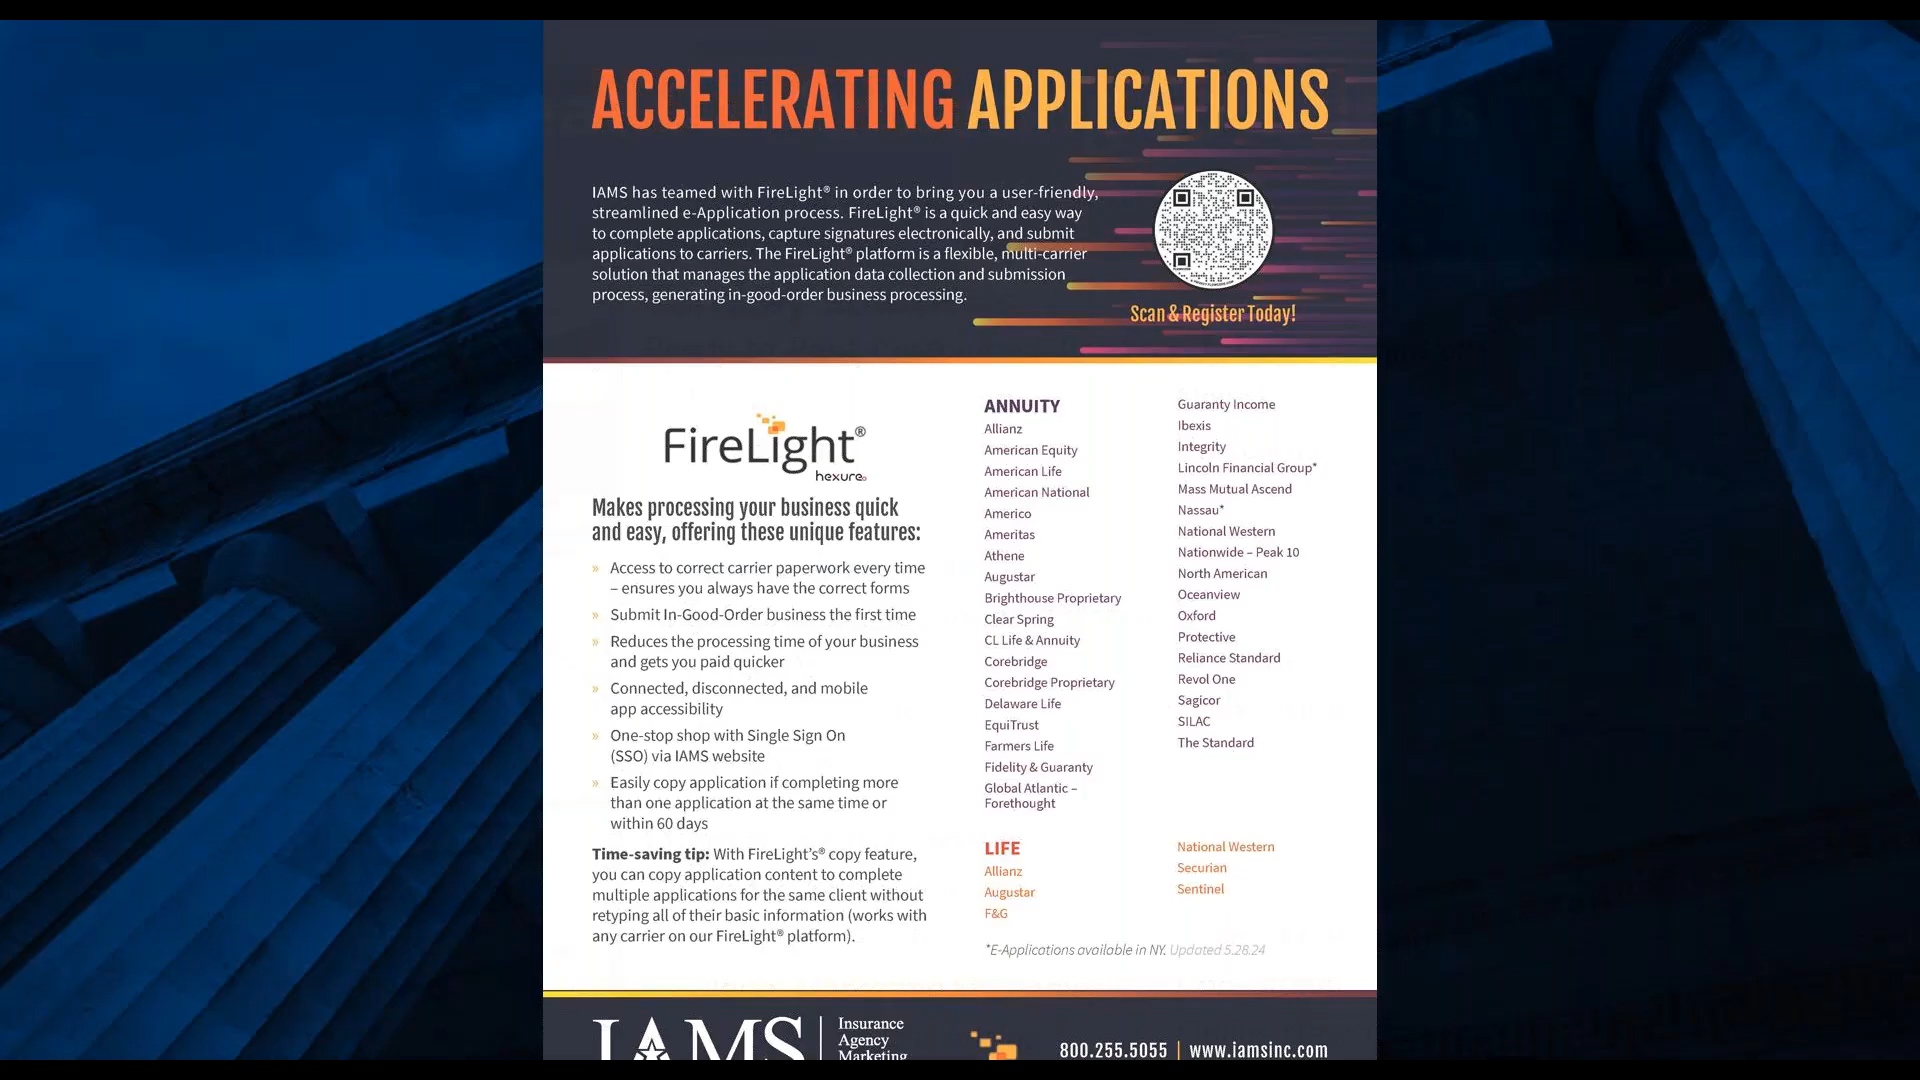 ACCELERATING APPLICATIONS
IAMS has teamed with FireLight® in order to bring you a user-friendly,
streamlined e-Application process. FireLight® is a quick and easy way
to complete applications, capture signatures electronically, and submit
applications to carriers. The FireLight® platform is a flexible, multi-carrier
solution that manages the application data collection and submission
process, generating in-good-order business processing.
Scan & Register Today!
FireLight®
hexure
Makes processing your business quick
and easy, offering these unique features:
» Access to correct carrier paperwork every time
– ensures you always have the correct forms
» Submit In-Good-Order business the first time
» Reduces the processing time of your business
and gets you paid quicker
» Connected, disconnected, and mobile
app accessibility
» One-stop shop with Single Sign On
(SSO) via IAMS website
» Easily copy application if completing more
than one application at the same time or
within 60 days
Time-saving tip: With FireLight's® copy feature,
you can copy application content to complete
multiple applications for the same client without
retyping all of their basic information (works with
any carrier on our FireLight® platform).
ANNUITY
Allianz
American Equity
American Life
American National
Americo
Ameritas
Athene
Augustar
Brighthouse Proprietary
Clear Spring
CL Life & Annuity
Corebridge
Corebridge Proprietary
Delaware Life
EquiTrust
Farmers Life
Fidelity & Guaranty
Global Atlantic –
Forethought
Guaranty Income
Ibexis
Integrity
Lincoln Financial Group*
Mass Mutual Ascend
Nassau*
National Western
Nationwide – Peak 10
North American
Oceanview
Oxford
Protective
Reliance Standard
Revol One
Sagicor
SILAC
The Standard
LIFE
Allianz
Augustar
F&G
National Western
Securian
Sentinel
*E-Applications available in NY. Updated 5.28.24
IAMS
Insurance
Agency
Marketing
800.255.5055 | www.iamsinc.com